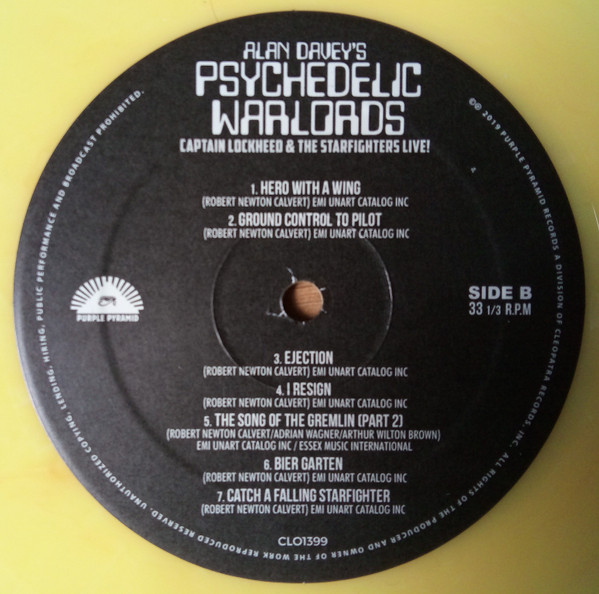 ALAN DAVEY'S
PSYCHEDELIC
WARLORDS
CAPTAIN LOCKHEED & THE STARFIGHTERS LIVE!
1. HERO WITH A WING
(ROBERT NEWTON CALVERT) EMI UNART CATALOG INC
2. GROUND CONTROL TO PILOT
(ROBERT NEWTON CALVERT) EMI UNART CATALOG INC
PURPLE PYRAMID
SIDE B
33 1/3 R.P.M
3. EJECTION
(ROBERT NEWTON CALVERT) EMI UNART CATALOG INC
4. I RESIGN
(ROBERT NEWTON CALVERT) EMI UNART CATALOG INC
5. THE SONG OF THE GREMLIN (PART 2)
(ROBERT NEWTON CALVERT/ADRIAN WAGNER/ARTHUR WILTON BROWN)
EMI UNART CATALOG INC / ESSEX MUSIC INTERNATIONAL
6. BIER GARTEN
(ROBERT NEWTON CALVERT) EMI UNART CATALOG INC
7. CATCH A FALLING STARFIGHTER
(ROBERT NEWTON CALVERT) EMI UNART CATALOG INC
CLO1399
©℗ 2019 PURPLE PYRAMID RECORDS A DIVISION OF CLEOPATRA RECORDS, INC. ALL RIGHTS OF THE PRODUCER AND OWNER OF THE WORK REPRODUCED RESERVED. UNAUTHORIZED COPYING, LENDING, HIRING, PUBLIC PERFORMANCE AND BROADCAST PROHIBITED.